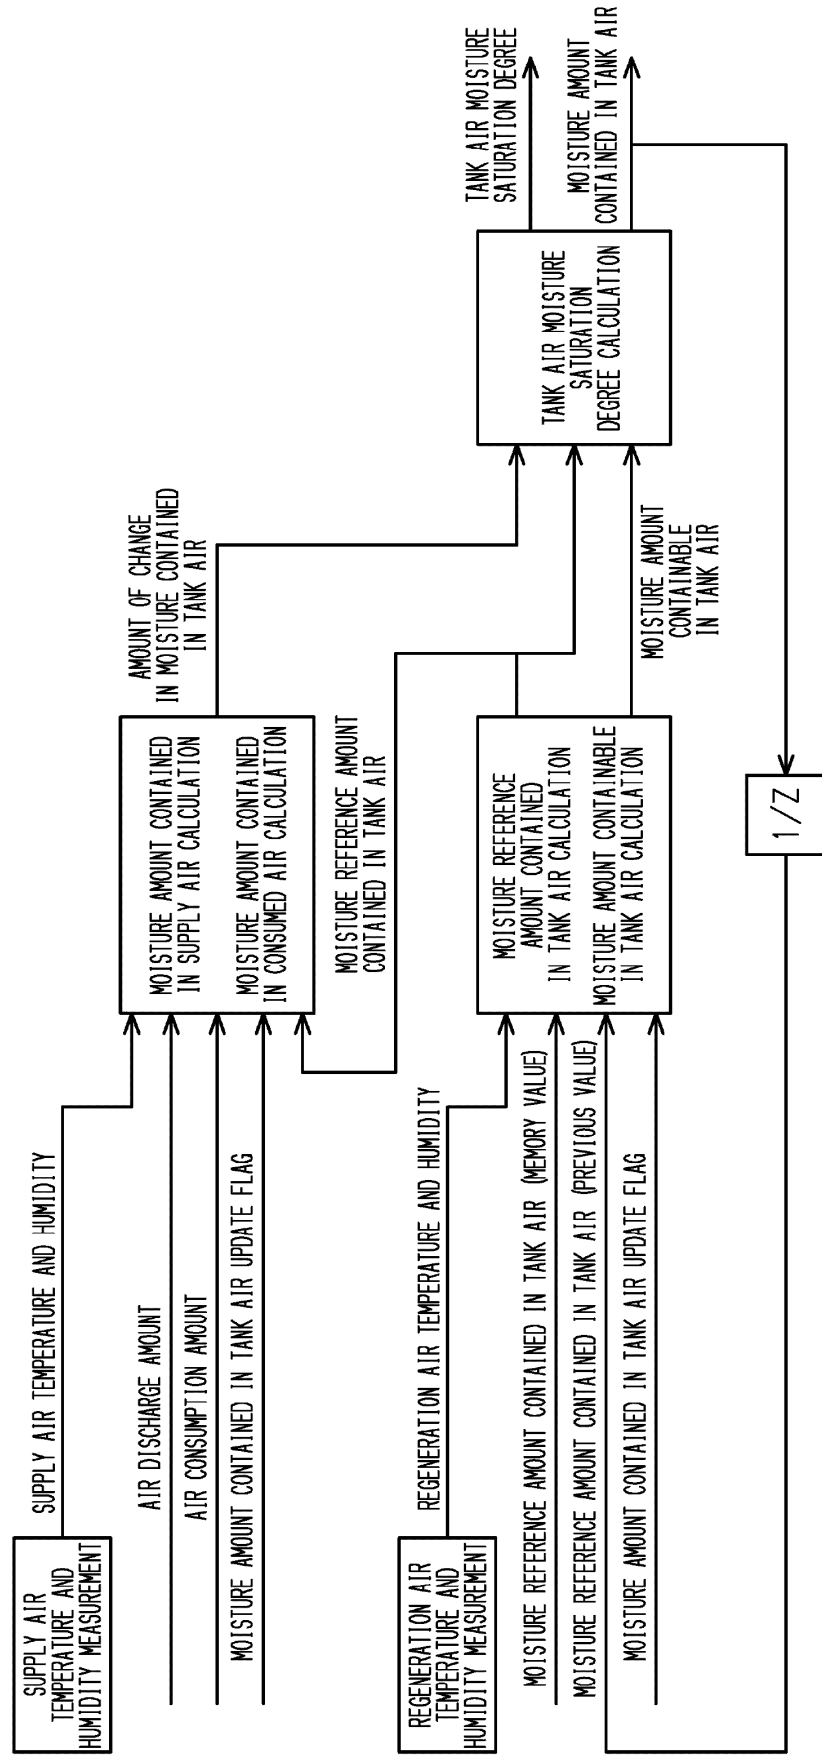 SUPPLY AIR
TEMPERATURE AND
HUMIDITY MEASUREMENT
SUPPLY AIR TEMPERATURE AND HUMIDITY
AIR DISCHARGE AMOUNT
AIR CONSUMPTION AMOUNT
MOISTURE AMOUNT CONTAINED IN TANK AIR UPDATE FLAG
MOISTURE AMOUNT CONTAINED
IN SUPPLY AIR CALCULATION
MOISTURE AMOUNT CONTAINED
IN CONSUMED AIR CALCULATION
AMOUNT OF CHANGE
IN MOISTURE CONTAINED
IN TANK AIR
MOISTURE REFERENCE AMOUNT
CONTAINED IN TANK AIR
REGENERATION AIR
TEMPERATURE AND
HUMIDITY MEASUREMENT
REGENERATION AIR TEMPERATURE AND HUMIDITY
MOISTURE REFERENCE AMOUNT CONTAINED IN TANK AIR (MEMORY VALUE)
MOISTURE REFERENCE AMOUNT CONTAINED IN TANK AIR (PREVIOUS VALUE)
MOISTURE AMOUNT CONTAINED IN TANK AIR UPDATE FLAG
MOISTURE REFERENCE
AMOUNT CONTAINED
IN TANK AIR CALCULATION
MOISTURE AMOUNT CONTAINABLE
IN TANK AIR CALCULATION
MOISTURE AMOUNT
CONTAINABLE
IN TANK AIR
TANK AIR MOISTURE
SATURATION
DEGREE CALCULATION
TANK AIR MOISTURE
SATURATION DEGREE
MOISTURE AMOUNT
CONTAINED IN TANK AIR
1/Z